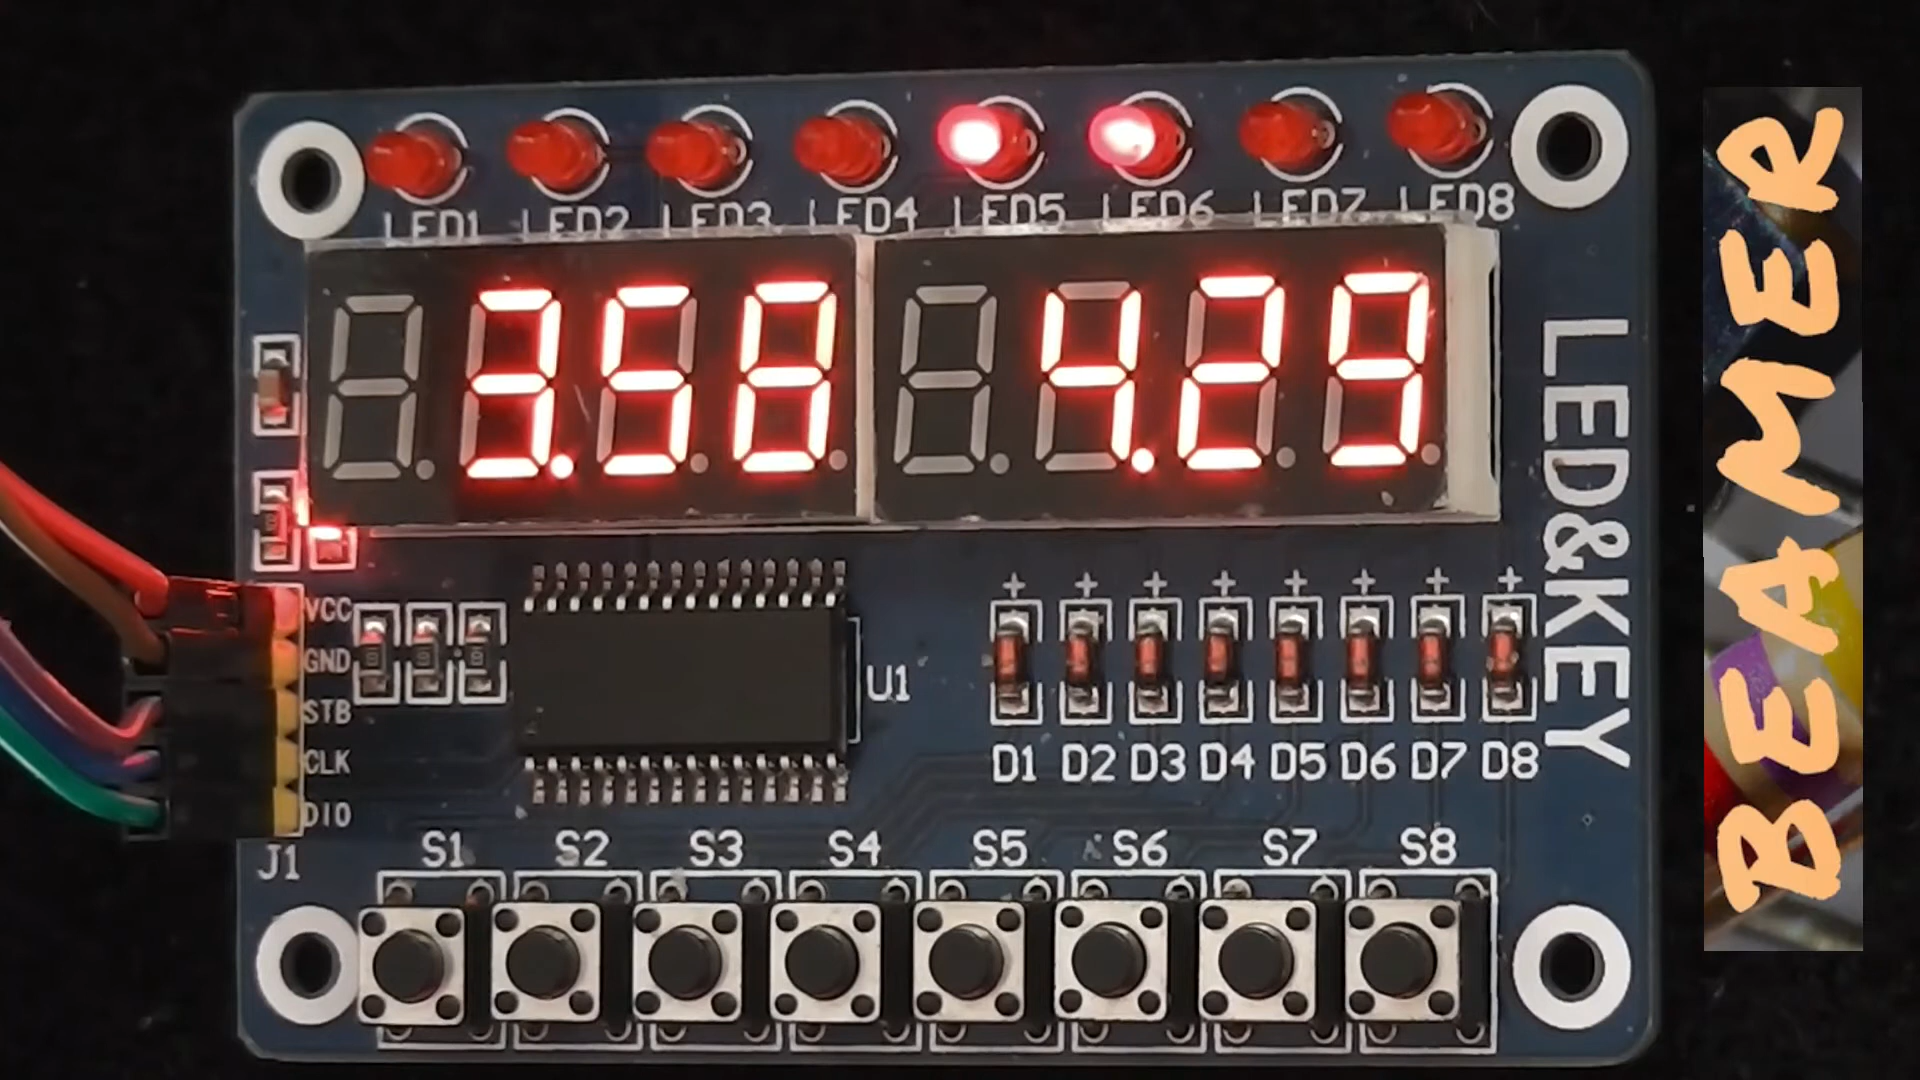 LED1 LED2 LED3 LED4 LED5 LED6 LED7 LED8
3.58 4.29
LED&KEY
VCC
GND
STB
CLK
DIO
J1
U1
+ + + + + + + +
D1 D2 D3 D4 D5 D6 D7 D8
S1 S2 S3 S4 S5 S6 S7 S8
BEAMER